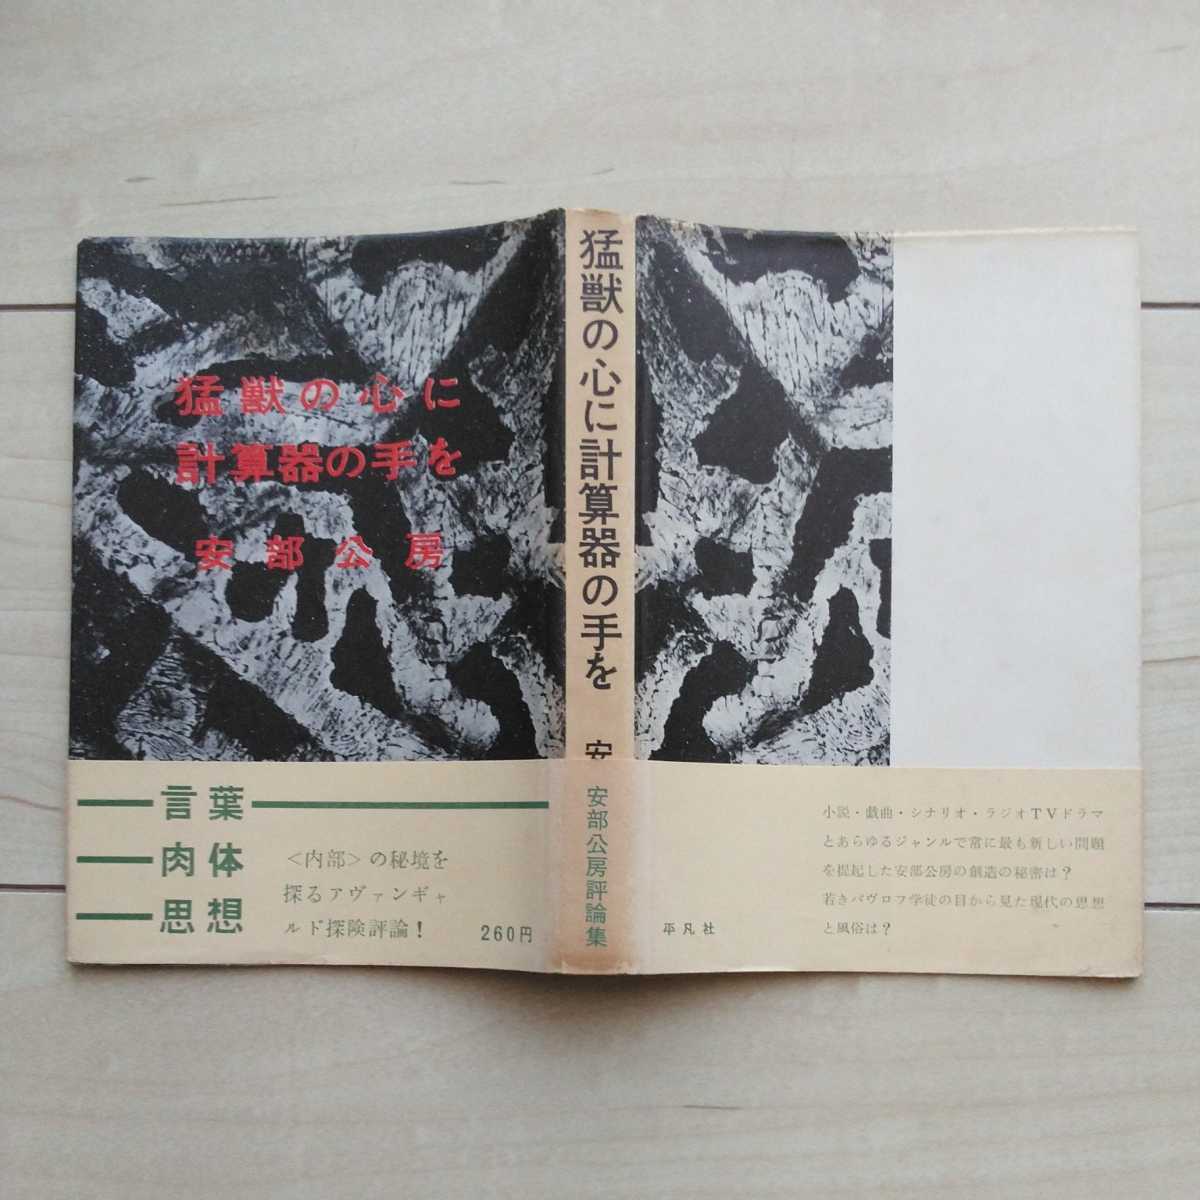 猛獣の心に
計算器の手を
安部公房
言葉
肉体
思想
〈内部〉の秘境を
探るアヴァンギャ
ルド探険評論！
260円
猛獣の心に計算器の手を
安
安部公房評論集
平凡社
小説・戯曲・シナリオ・ラジオTVドラマ
とあらゆるジャンルで常に最も新しい問題
を提起した安部公房の創造の秘密は？
若きパヴロフ学徒の目から見た現代の思想
と風俗は？